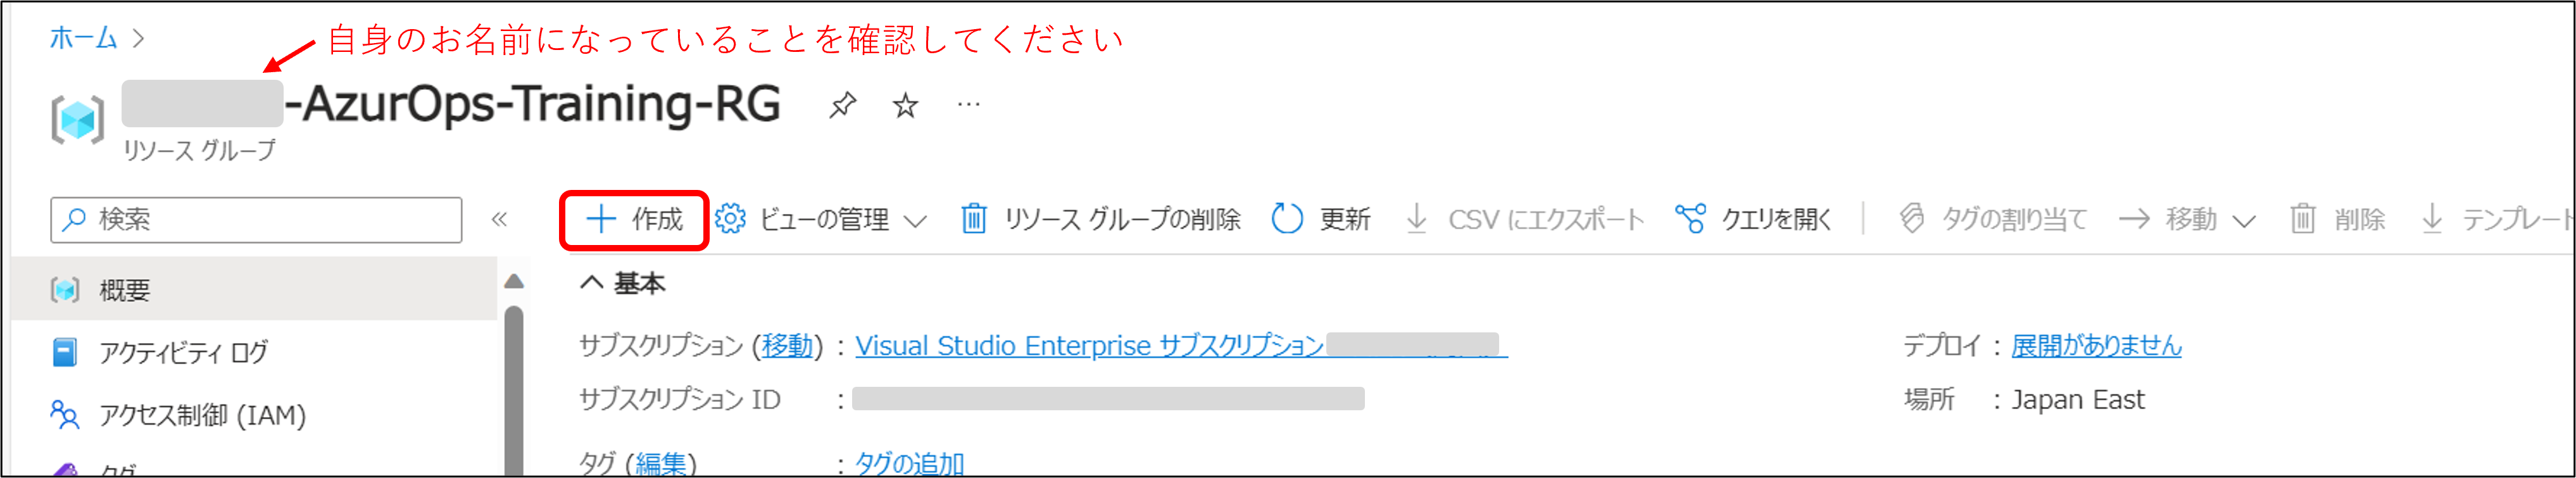 ホーム >
自身のお名前になっていることを確認してください
-AzurOps-Training-RG
リソース グループ
検索
作成 ビューの管理 リソース グループの削除 更新 CSV にエクスポート クエリを開く タグの割り当て 移動 削除 テンプレート
概要
アクティビティ ログ
アクセス制御 (IAM)
タグ
基本
サブスクリプション (移動) : Visual Studio Enterprise サブスクリプション
サブスクリプション ID :
タグ (編集) : タグの追加
デプロイ : 展開がありません
場所 : Japan East